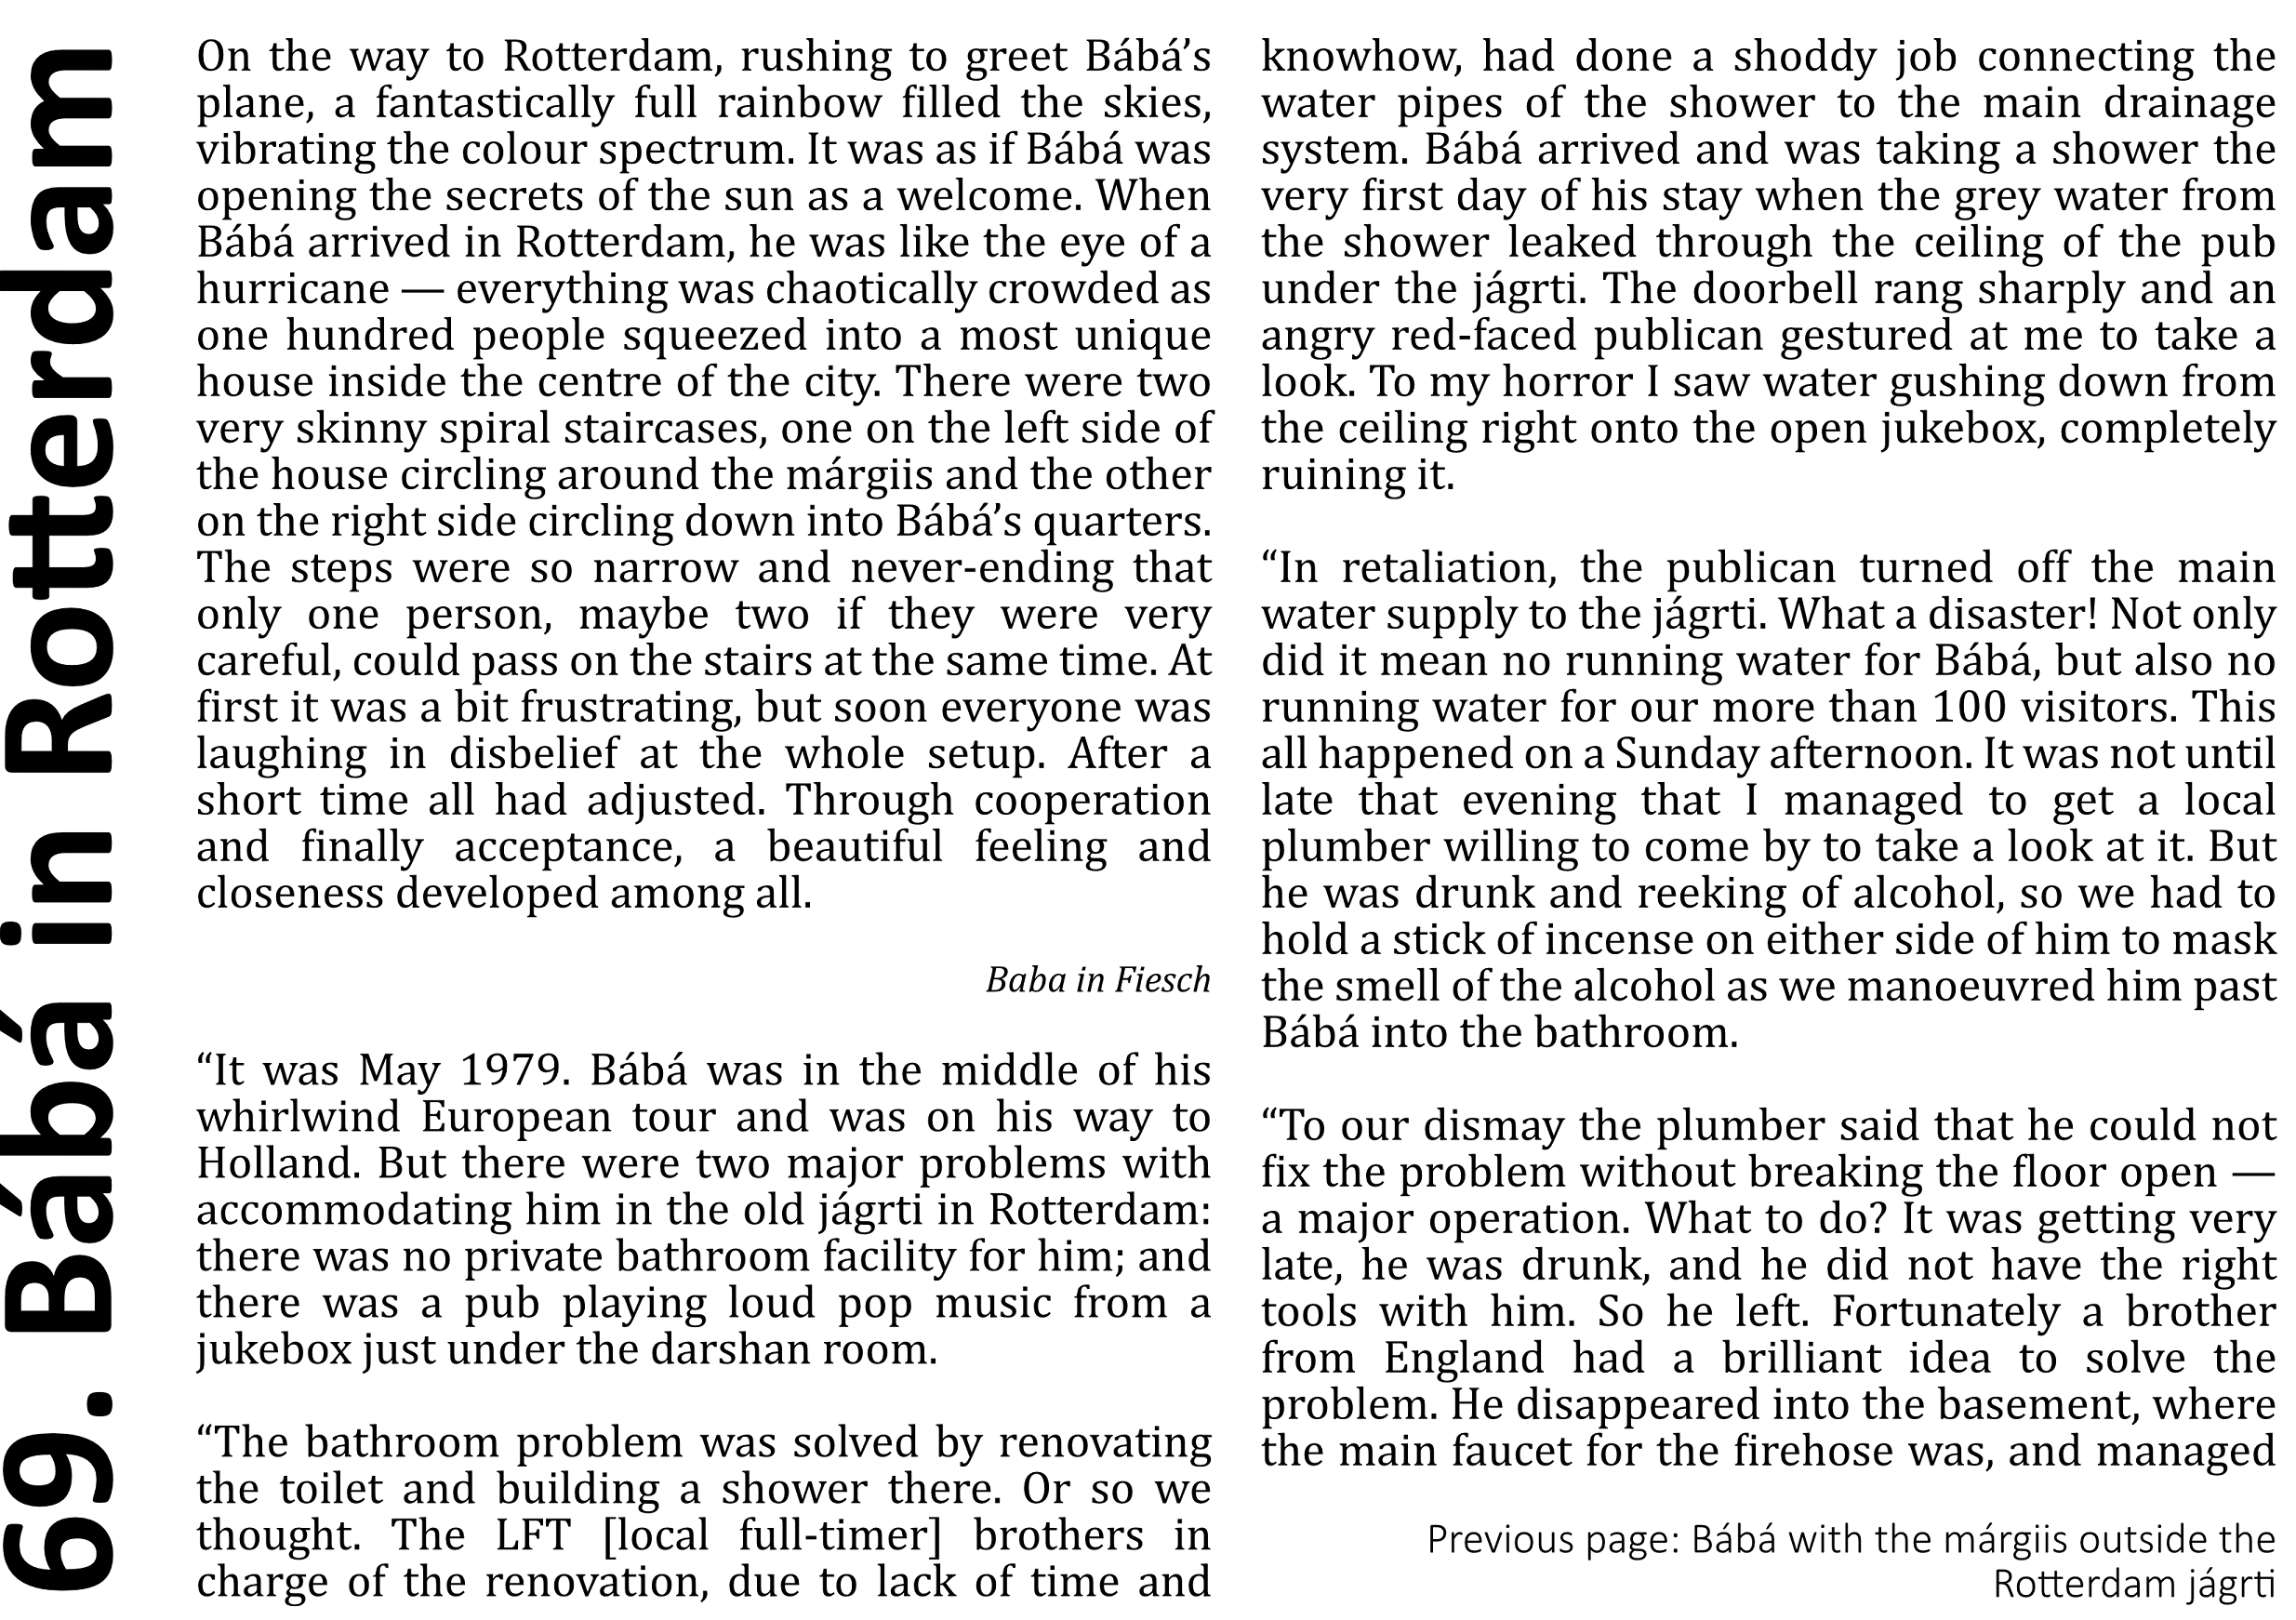 69. Bábá in Rotterdam
On the way to Rotterdam, rushing to greet Bábá’s
plane, a fantastically full rainbow filled the skies,
vibrating the colour spectrum. It was as if Bábá was
opening the secrets of the sun as a welcome. When
Bábá arrived in Rotterdam, he was like the eye of a
hurricane — everything was chaotically crowded as
one hundred people squeezed into a most unique
house inside the centre of the city. There were two
very skinny spiral staircases, one on the left side of
the house circling around the márgiis and the other
on the right side circling down into Bábá’s quarters.
The steps were so narrow and never-ending that
only one person, maybe two if they were very
careful, could pass on the stairs at the same time. At
first it was a bit frustrating, but soon everyone was
laughing in disbelief at the whole setup. After a
short time all had adjusted. Through cooperation
and finally acceptance, a beautiful feeling and
closeness developed among all.
Baba in Fiesch
“It was May 1979. Bábá was in the middle of his
whirlwind European tour and was on his way to
Holland. But there were two major problems with
accommodating him in the old jágrti in Rotterdam:
there was no private bathroom facility for him; and
there was a pub playing loud pop music from a
jukebox just under the darshan room.
“The bathroom problem was solved by renovating
the toilet and building a shower there. Or so we
thought. The LFT [local full-timer] brothers in
charge of the renovation, due to lack of time and
knowhow, had done a shoddy job connecting the
water pipes of the shower to the main drainage
system. Bábá arrived and was taking a shower the
very first day of his stay when the grey water from
the shower leaked through the ceiling of the pub
under the jágrti. The doorbell rang sharply and an
angry red-faced publican gestured at me to take a
look. To my horror I saw water gushing down from
the ceiling right onto the open jukebox, completely
ruining it.
“In retaliation, the publican turned off the main
water supply to the jágrti. What a disaster! Not only
did it mean no running water for Bábá, but also no
running water for our more than 100 visitors. This
all happened on a Sunday afternoon. It was not until
late that evening that I managed to get a local
plumber willing to come by to take a look at it. But
he was drunk and reeking of alcohol, so we had to
hold a stick of incense on either side of him to mask
the smell of the alcohol as we manoeuvred him past
Bábá into the bathroom.
“To our dismay the plumber said that he could not
fix the problem without breaking the floor open —
a major operation. What to do? It was getting very
late, he was drunk, and he did not have the right
tools with him. So he left. Fortunately a brother
from England had a brilliant idea to solve the
problem. He disappeared into the basement, where
the main faucet for the firehose was, and managed
Previous page: Bábá with the márgiis outside the
Rotterdam jágrti